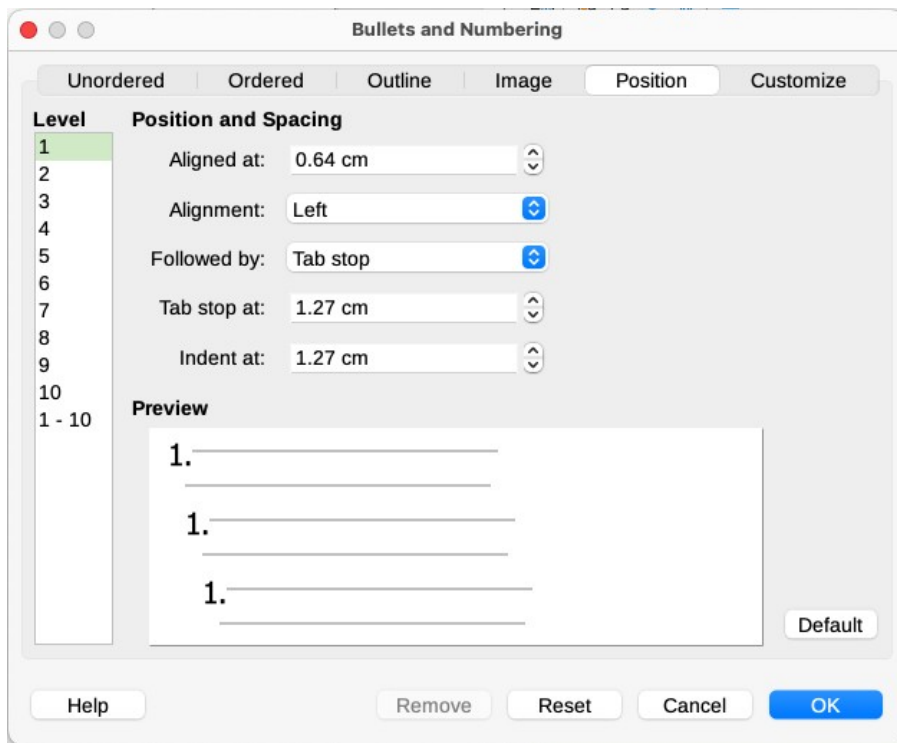 Bullets and Numbering
Unordered Ordered Outline Image Position Customize
Level
1
2
3
4
5
6
7
8
9
10
1 - 10
Position and Spacing
Aligned at: 0.64 cm
Alignment: Left
Followed by: Tab stop
Tab stop at: 1.27 cm
Indent at: 1.27 cm
Preview
1.
1.
1.
Default
Help Remove Reset Cancel OK